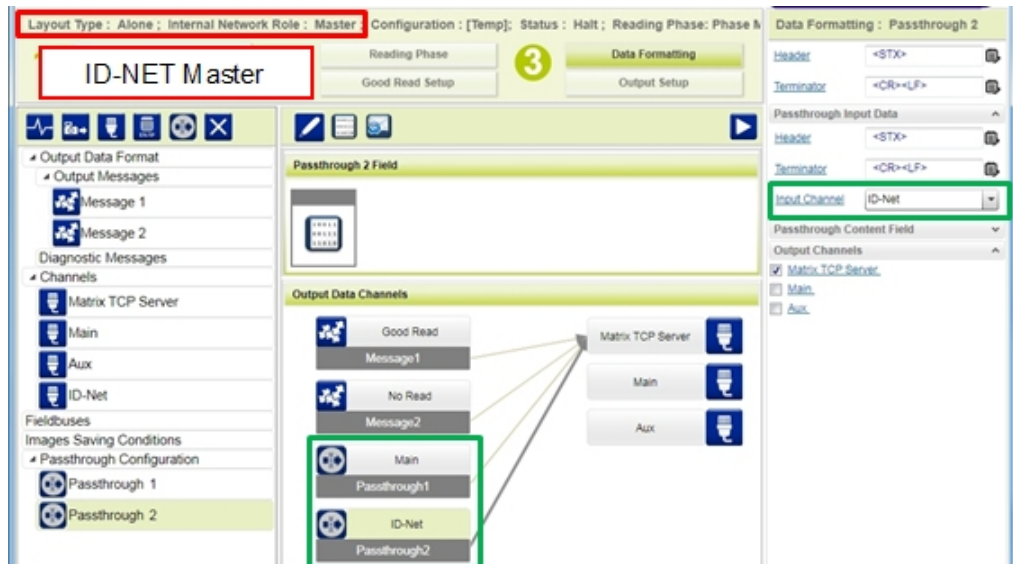 Layout Type : Alone ; Internal Network Role : Master ; Configuration : [Temp]; Status : Halt ; Reading Phase: Phase M
ID-NET Master
Reading Phase
Good Read Setup
3
Data Formatting
Output Setup
Output Data Format
Output Messages
Message 1
Message 2
Diagnostic Messages
Channels
Matrix TCP Server
Main
Aux
ID-Net
Fieldbuses
Images Saving Conditions
Passthrough Configuration
Passthrough 1
Passthrough 2
Passthrough 2 Field
Output Data Channels
Good Read
Message1
No Read
Message2
Main
Passthrough1
ID-Net
Passthrough2
Matrix TCP Server
Main
Aux
Data Formatting : Passthrough 2
Header <STX>
Terminator <CR><LF>
Passthrough Input Data
Header <STX>
Terminator <CR><LF>
Input Channel ID-Net
Passthrough Content Field
Output Channels
Matrix TCP Server
Main
Aux